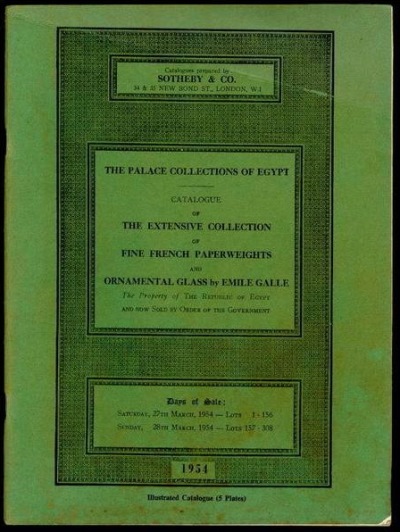 Catalogues prepared by
SOTHEBY & CO.
34 & 35 NEW BOND ST., LONDON, W.1
THE PALACE COLLECTIONS OF EGYPT
CATALOGUE
OF
THE EXTENSIVE COLLECTION
OF
FINE FRENCH PAPERWEIGHTS
AND
ORNAMENTAL GLASS by EMILE GALLE
The Property of THE REPUBLIC OF EGYPT
AND NOW SOLD BY ORDER OF THE GOVERNMENT
Days of Sale:
SATURDAY, 27TH MARCH, 1954 — LOTS 1 - 156
SUNDAY, 28TH MARCH, 1954 — LOTS 157 - 308
1954
Illustrated Catalogue (5 Plates)